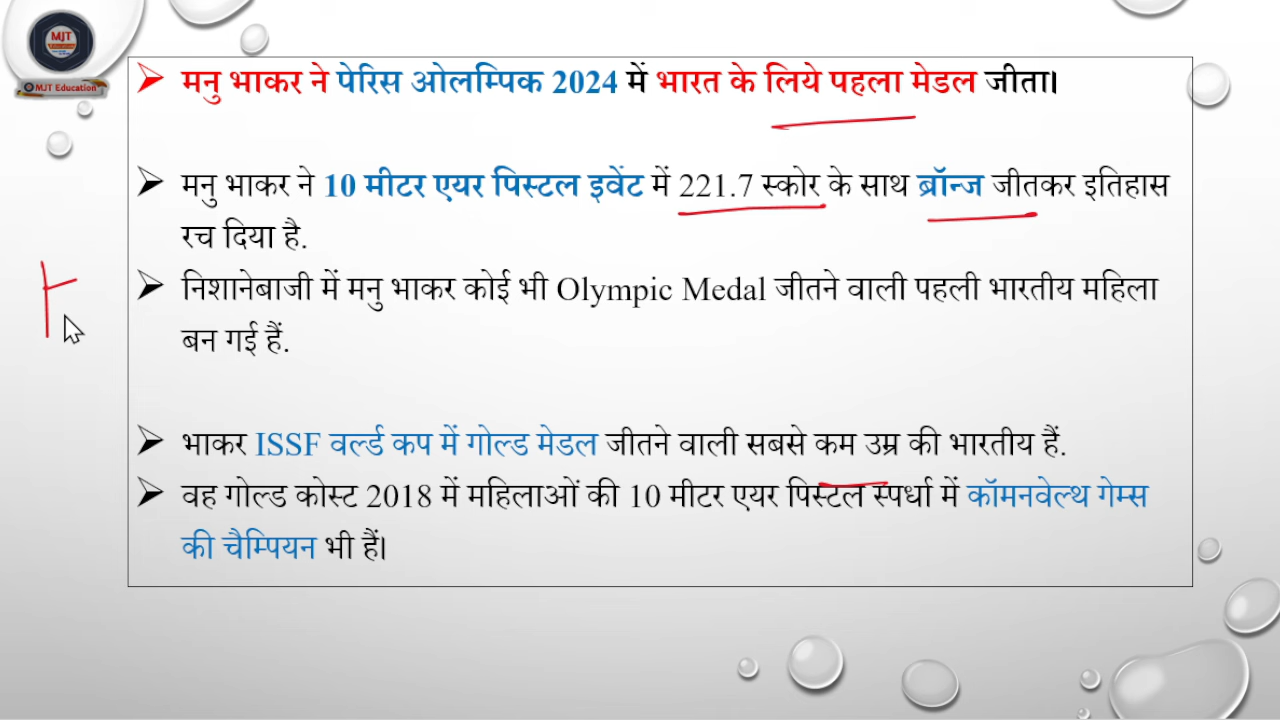 MJT
Education
MJT Education
मनु भाकर ने पेरिस ओलम्पिक 2024 में भारत के लिये पहला मेडल जीता।
मनु भाकर ने 10 मीटर एयर पिस्टल इवेंट में 221.7 स्कोर के साथ ब्रॉन्ज जीतकर इतिहास
रच दिया है.
निशानेबाजी में मनु भाकर कोई भी Olympic Medal जीतने वाली पहली भारतीय महिला
बन गई हैं.
भाकर ISSF वर्ल्ड कप में गोल्ड मेडल जीतने वाली सबसे कम उम्र की भारतीय हैं.
वह गोल्ड कोस्ट 2018 में महिलाओं की 10 मीटर एयर पिस्टल स्पर्धा में कॉमनवेल्थ गेम्स
की चैम्पियन भी हैं।